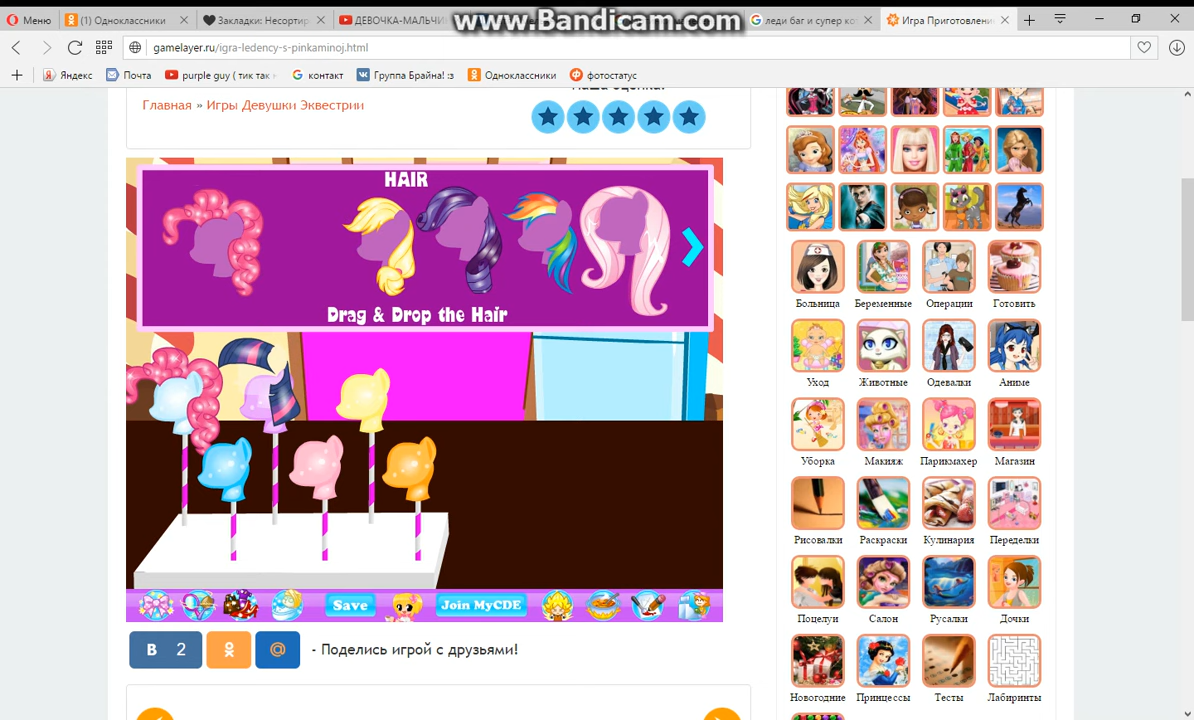 www.Bandicam.com
Меню
(1) Одноклассники
Закладки: Несортир
ДЕВОЧКА-МАЛЬЧИ
леди баг и супер ко
Игра Приготовлени
gamelayer.ru/igra-ledency-s-pinkaminoj.html
Яндекс
Почта
purple guy ( тик так
контакт
Группа Брайна! :з
Одноклассники
фотостатус
Главная » Игры Девушки Эквестрии
HAIR
Drag & Drop the Hair
Save
Join MyCDE
В 2
- Поделись игрой с друзьями!
Больница
Беременные
Операции
Готовить
Уход
Животные
Одевалки
Аниме
Уборка
Макияж
Парикмахер
Магазин
Рисовалки
Раскраски
Кулинария
Переделки
Поцелуи
Салон
Русалки
Дочки
Новогодние
Принцессы
Тесты
Лабиринты